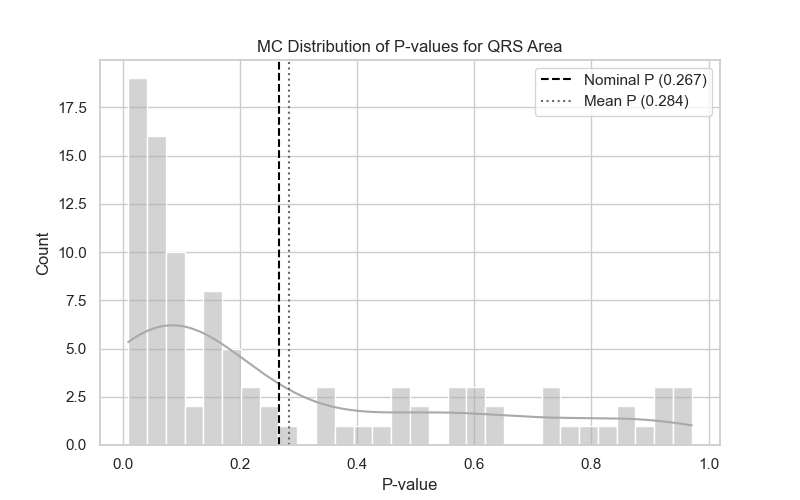 MC Distribution of P-values for QRS Area
Nominal P (0.267)
Mean P (0.284)
Count
17.5
15.0
12.5
10.0
7.5
5.0
2.5
0.0
0.0 0.2 0.4 0.6 0.8 1.0
P-value